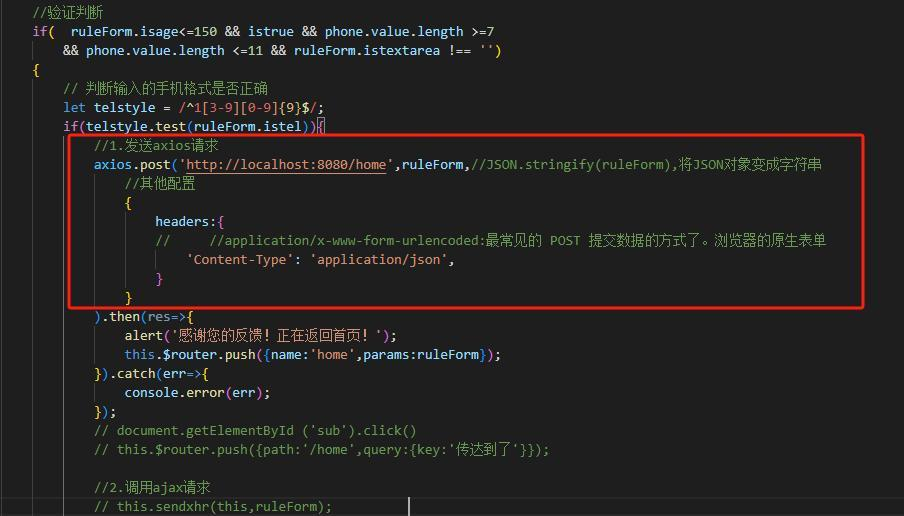 //验证判断
if(  ruleForm.isage<=150 && istrue && phone.value.length >=7
&& phone.value.length <=11 && ruleForm.istextarea !== '')
{
// 判断输入的手机格式是否正确
let telstyle = /^1[3-9][0-9]{9}$/;
if(telstyle.test(ruleForm.istel)){
//1.发送axios请求
axios.post('http://localhost:8080/home',ruleForm,//JSON.stringify(ruleForm),将JSON对象变成字符串
//其他配置
{
headers:{
//     //application/x-www-form-urlencoded:最常见的 POST 提交数据的方式了。浏览器的原生表单
'Content-Type': 'application/json',
}
}
).then(res=>{
alert('感谢您的反馈！正在返回首页！');
this.$router.push({name:'home',params:ruleForm});
}).catch(err=>{
console.error(err);
});
// document.getElementById ('sub').click()
// this.$router.push({path:'/home',query:{key:'传达到了'}});
//2.调用ajax请求
// this.sendxhr(this,ruleForm);